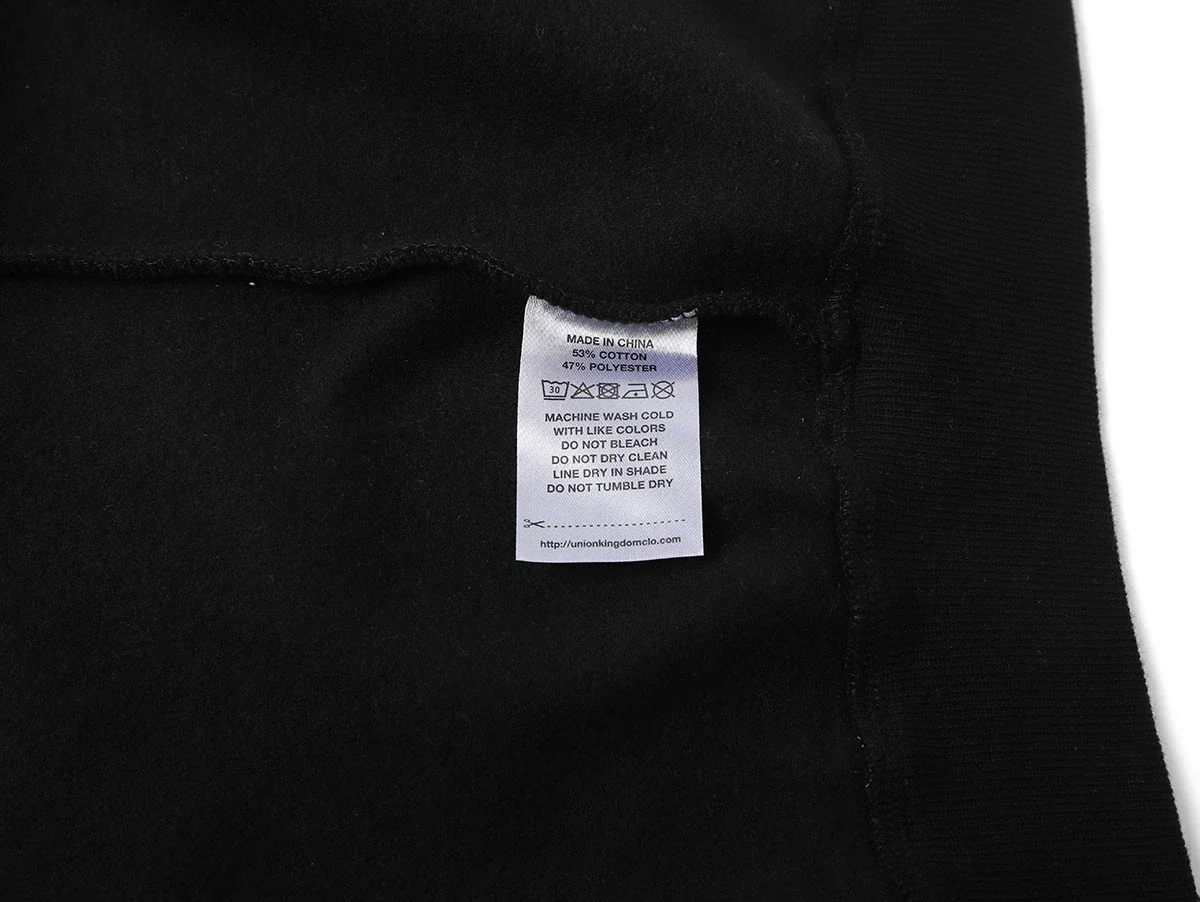 MADE IN CHINA
53% COTTON
47% POLYESTER
30
MACHINE WASH COLD
WITH LIKE COLORS
DO NOT BLEACH
DO NOT DRY CLEAN
LINE DRY IN SHADE
DO NOT TUMBLE DRY
http://unionkingdomclo.com